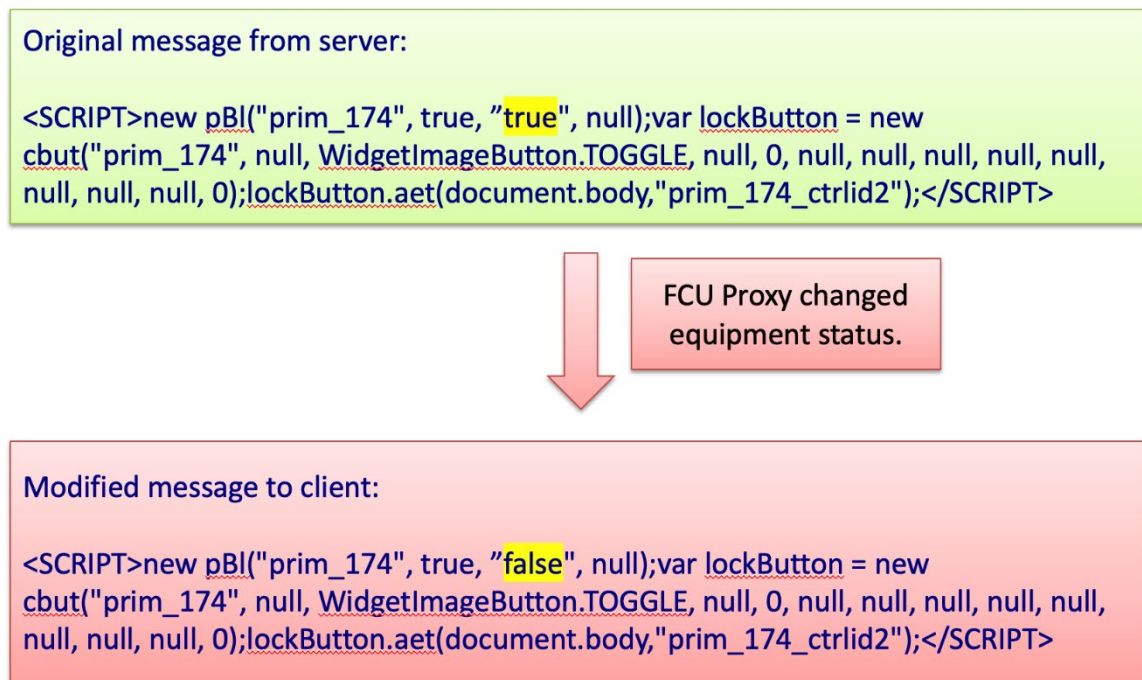 Original message from server:
<SCRIPT>new pBl("prim_174", true, ”true", null);var lockButton = new
cbut("prim_174", null, WidgetImageButton.TOGGLE, null, 0, null, null, null, null, null,
null, null, null, 0);lockButton.aet(document.body,"prim_174_ctrlid2");</SCRIPT>
FCU Proxy changed
equipment status.
Modified message to client:
<SCRIPT>new pBl("prim_174", true, ”false", null);var lockButton = new
cbut("prim_174", null, WidgetImageButton.TOGGLE, null, 0, null, null, null, null, null,
null, null, null, 0);lockButton.aet(document.body,"prim_174_ctrlid2");</SCRIPT>